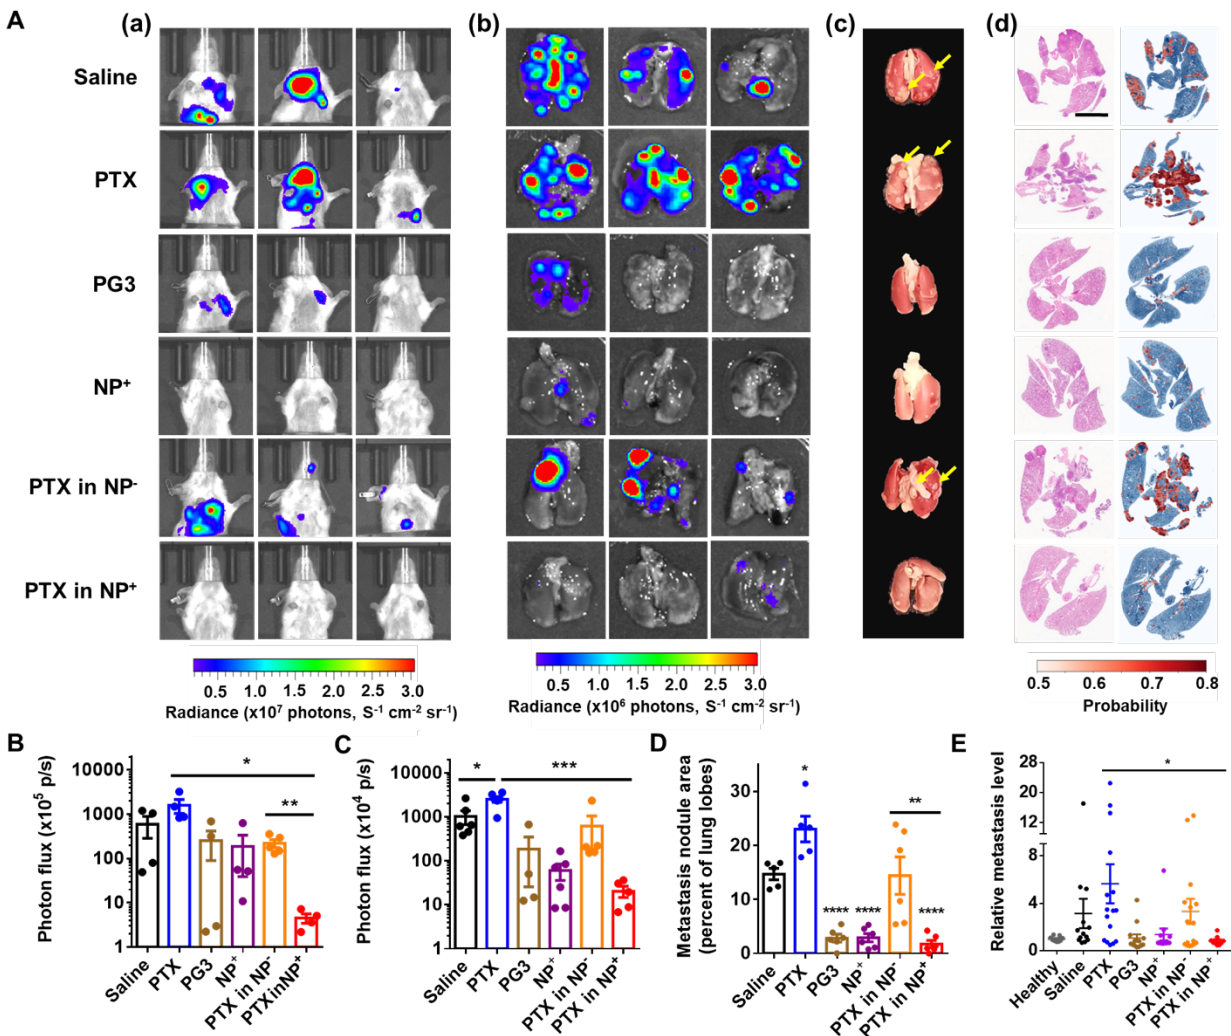 A
(a)
(b)
(c)
(d)
Saline
PTX
PG3
NP⁺
PTX in NP⁻
PTX in NP⁺
0.5 1.0 1.5 2.0 2.5 3.0
Radiance (x10⁷ photons, S⁻¹ cm⁻² sr⁻¹)
0.5 1.0 1.5 2.0 2.5 3.0
Radiance (x10⁶ photons, S⁻¹ cm⁻² sr⁻¹)
0.5 0.6 0.7 0.8
Probability
B
Photon flux (x10⁵ p/s)
10000
1000
100
10
1
*
**
Saline
PTX
PG3
NP⁺
PTX in NP⁻
PTX in NP⁺
C
Photon flux (x10⁴ p/s)
10000
1000
100
10
1
*
***
Saline
PTX
PG3
NP⁺
PTX in NP⁻
PTX in NP⁺
D
Metastasis nodule area
(percent of lung lobes)
30
20
10
0
*
****
****
**
****
Saline
PTX
PG3
NP⁺
PTX in NP⁻
PTX in NP⁺
E
Relative metastasis level
28
20
12
8
4
0
*
Healthy
Saline
PTX
PG3
NP⁺
PTX in NP⁻
PTX in NP⁺